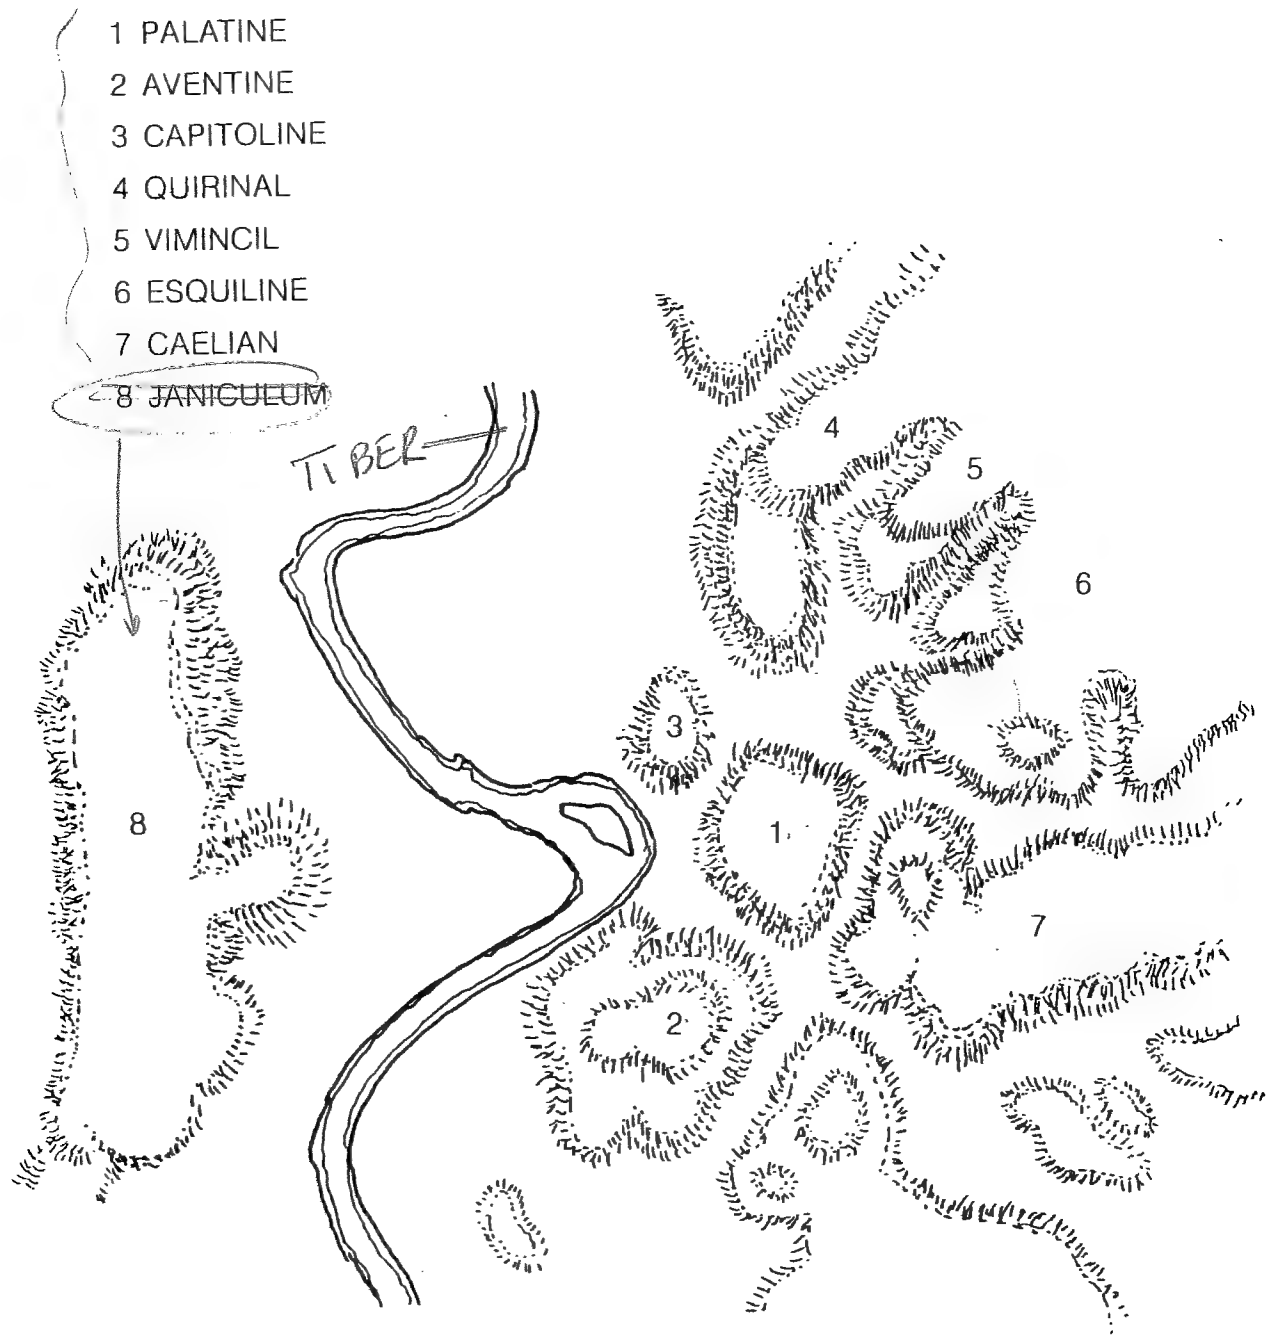 1 PALATINE
2 AVENTINE
3 CAPITOLINE
4 QUIRINAL
5 VIMINCIL
6 ESQUILINE
7 CAELIAN
8 JANICULUM
TIBER
4
5
6
3
8
1
7
2